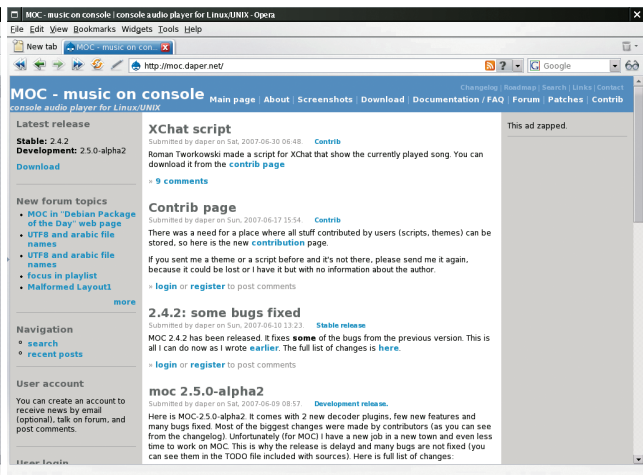 MOC - music on console | console audio player for Linux/UNIX - Opera
File Edit View Bookmarks Widgets Tools Help
New tab
MOC - music on con...
http://moc.daper.net/
Google
Changelog | Roadmap | Search | Links | Contact
MOC - music on console
console audio player for Linux/UNIX
Main page | About | Screenshots | Download | Documentation / FAQ | Forum | Patches | Contrib
Latest release
Stable: 2.4.2
Development: 2.5.0-alpha2
Download
New forum topics
• MOC in "Debian Package
of the Day" web page
• UTF8 and arabic file
names
• UTF8 and arabic file
names
• focus in playlist
• Malformed Layout1
more
Navigation
search
recent posts
User account
You can create an account to
receive news by email
(optional), talk on forum, and
post comments.
User login
XChat script
Submitted by daper on Sat, 2007-06-30 06:48. Contrib
Roman Tworkowski made a script for XChat that show the currently played song. You can
download it from the contrib page
» 9 comments
Contrib page
Submitted by daper on Sun, 2007-06-17 15:54. Contrib
There was a need for a place where all stuff contributed by users (scripts, themes) can be
stored, so here is the new contribution page.
If you sent me a theme or a script before and it's not there, please send me it again,
because it could be lost or I have it but with no information about the author.
» login or register to post comments
2.4.2: some bugs fixed
Submitted by daper on Sun, 2007-06-10 13:23. Stable release
MOC 2.4.2 has been released. It fixes some of the bugs from the previous version. This is
all I can do now as I wrote earlier. The full list of changes is here.
» login or register to post comments
moc 2.5.0-alpha2
Submitted by daper on Sat, 2007-06-09 08:57. Development release.
Here is MOC-2.5.0-alpha2. It comes with 2 new decoder plugins, few new features and
many bugs fixed. Most of the biggest changes were made by contributors (as you can see
from the changelog). Unfortunately (for MOC) I have a new job in a new town and even less
time to work on MOC. This is why the release is delayd and many bugs are not fixed (you
can see them in the TODO file included with sources). Here is full list of changes:
This ad zapped.